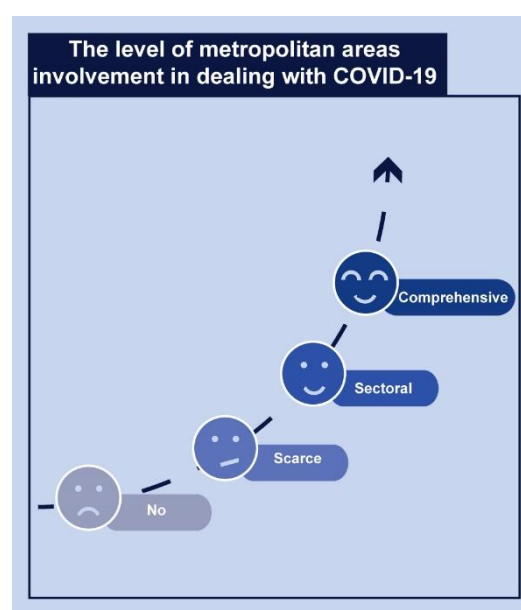 The level of metropolitan areas
involvement in dealing with COVID-19
Comprehensive
Sectoral
Scarce
No